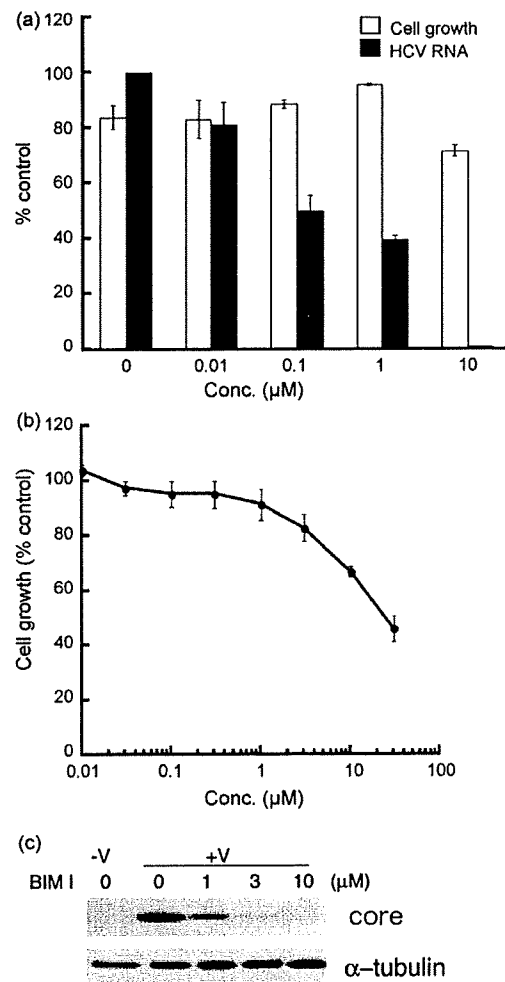 (a)
Cell growth
HCV RNA
120
100
80
60
40
20
0
% control
0 0.01 0.1 1 10
Conc. (µM)
(b)
120
100
80
60
40
20
0
Cell growth (% control)
0.01 0.1 1 10 100
Conc. (µM)
(c)
-V +V
BIM I 0 0 1 3 10 (µM)
core
α–tubulin